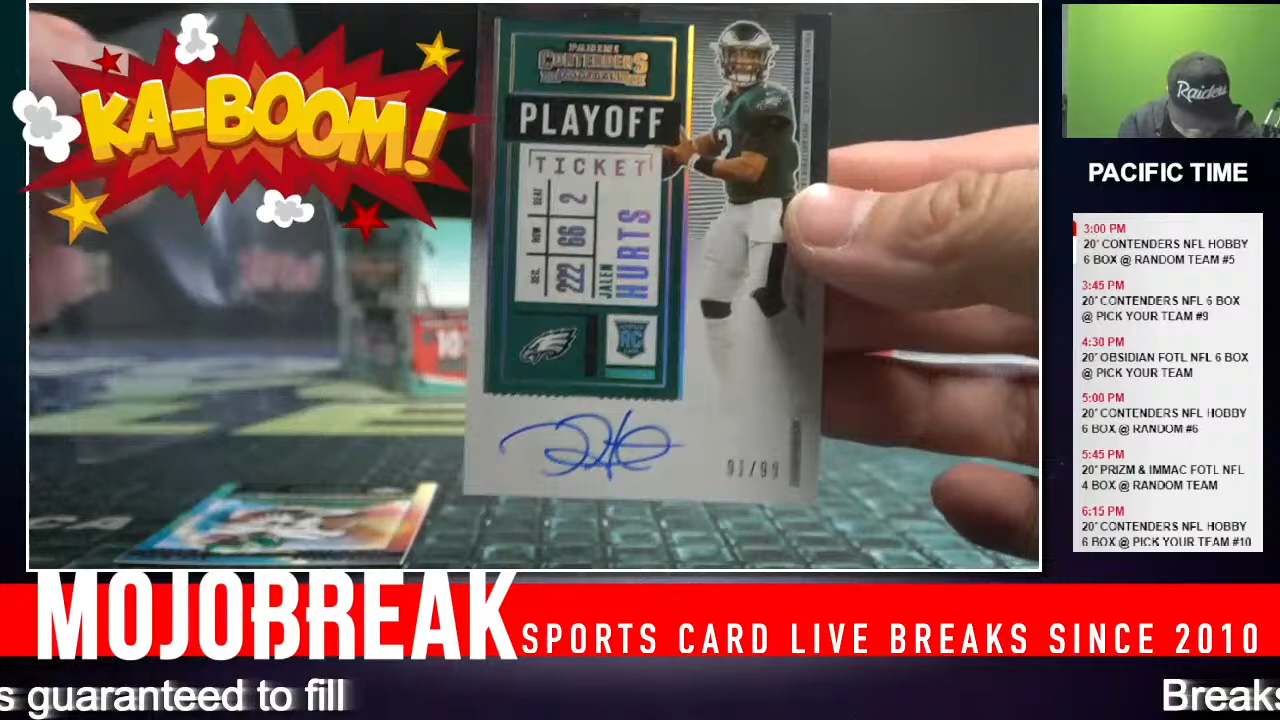 KA-BOOM!
PANINI
CONTENDERS
FOOTBALL
PLAYOFF
TICKET
SEC. ROW SEAT
222 66 2
JALEN
HURTS
RC
91/99
10
Raiders
PACIFIC TIME
3:00 PM
20' CONTENDERS NFL HOBBY
6 BOX @ RANDOM TEAM #5
3:45 PM
20' CONTENDERS NFL 6 BOX
@ PICK YOUR TEAM #9
4:30 PM
20' OBSIDIAN FOTL NFL 6 BOX
@ PICK YOUR TEAM
5:00 PM
20' CONTENDERS NFL HOBBY
6 BOX @ RANDOM #6
5:45 PM
20' PRIZM & IMMAC FOTL NFL
4 BOX @ RANDOM TEAM
6:15 PM
20' CONTENDERS NFL HOBBY
6 BOX @ PICK YOUR TEAM #10
MOJOBREAK
SPORTS CARD LIVE BREAKS SINCE 2010
s guaranteed to fill
Breaks